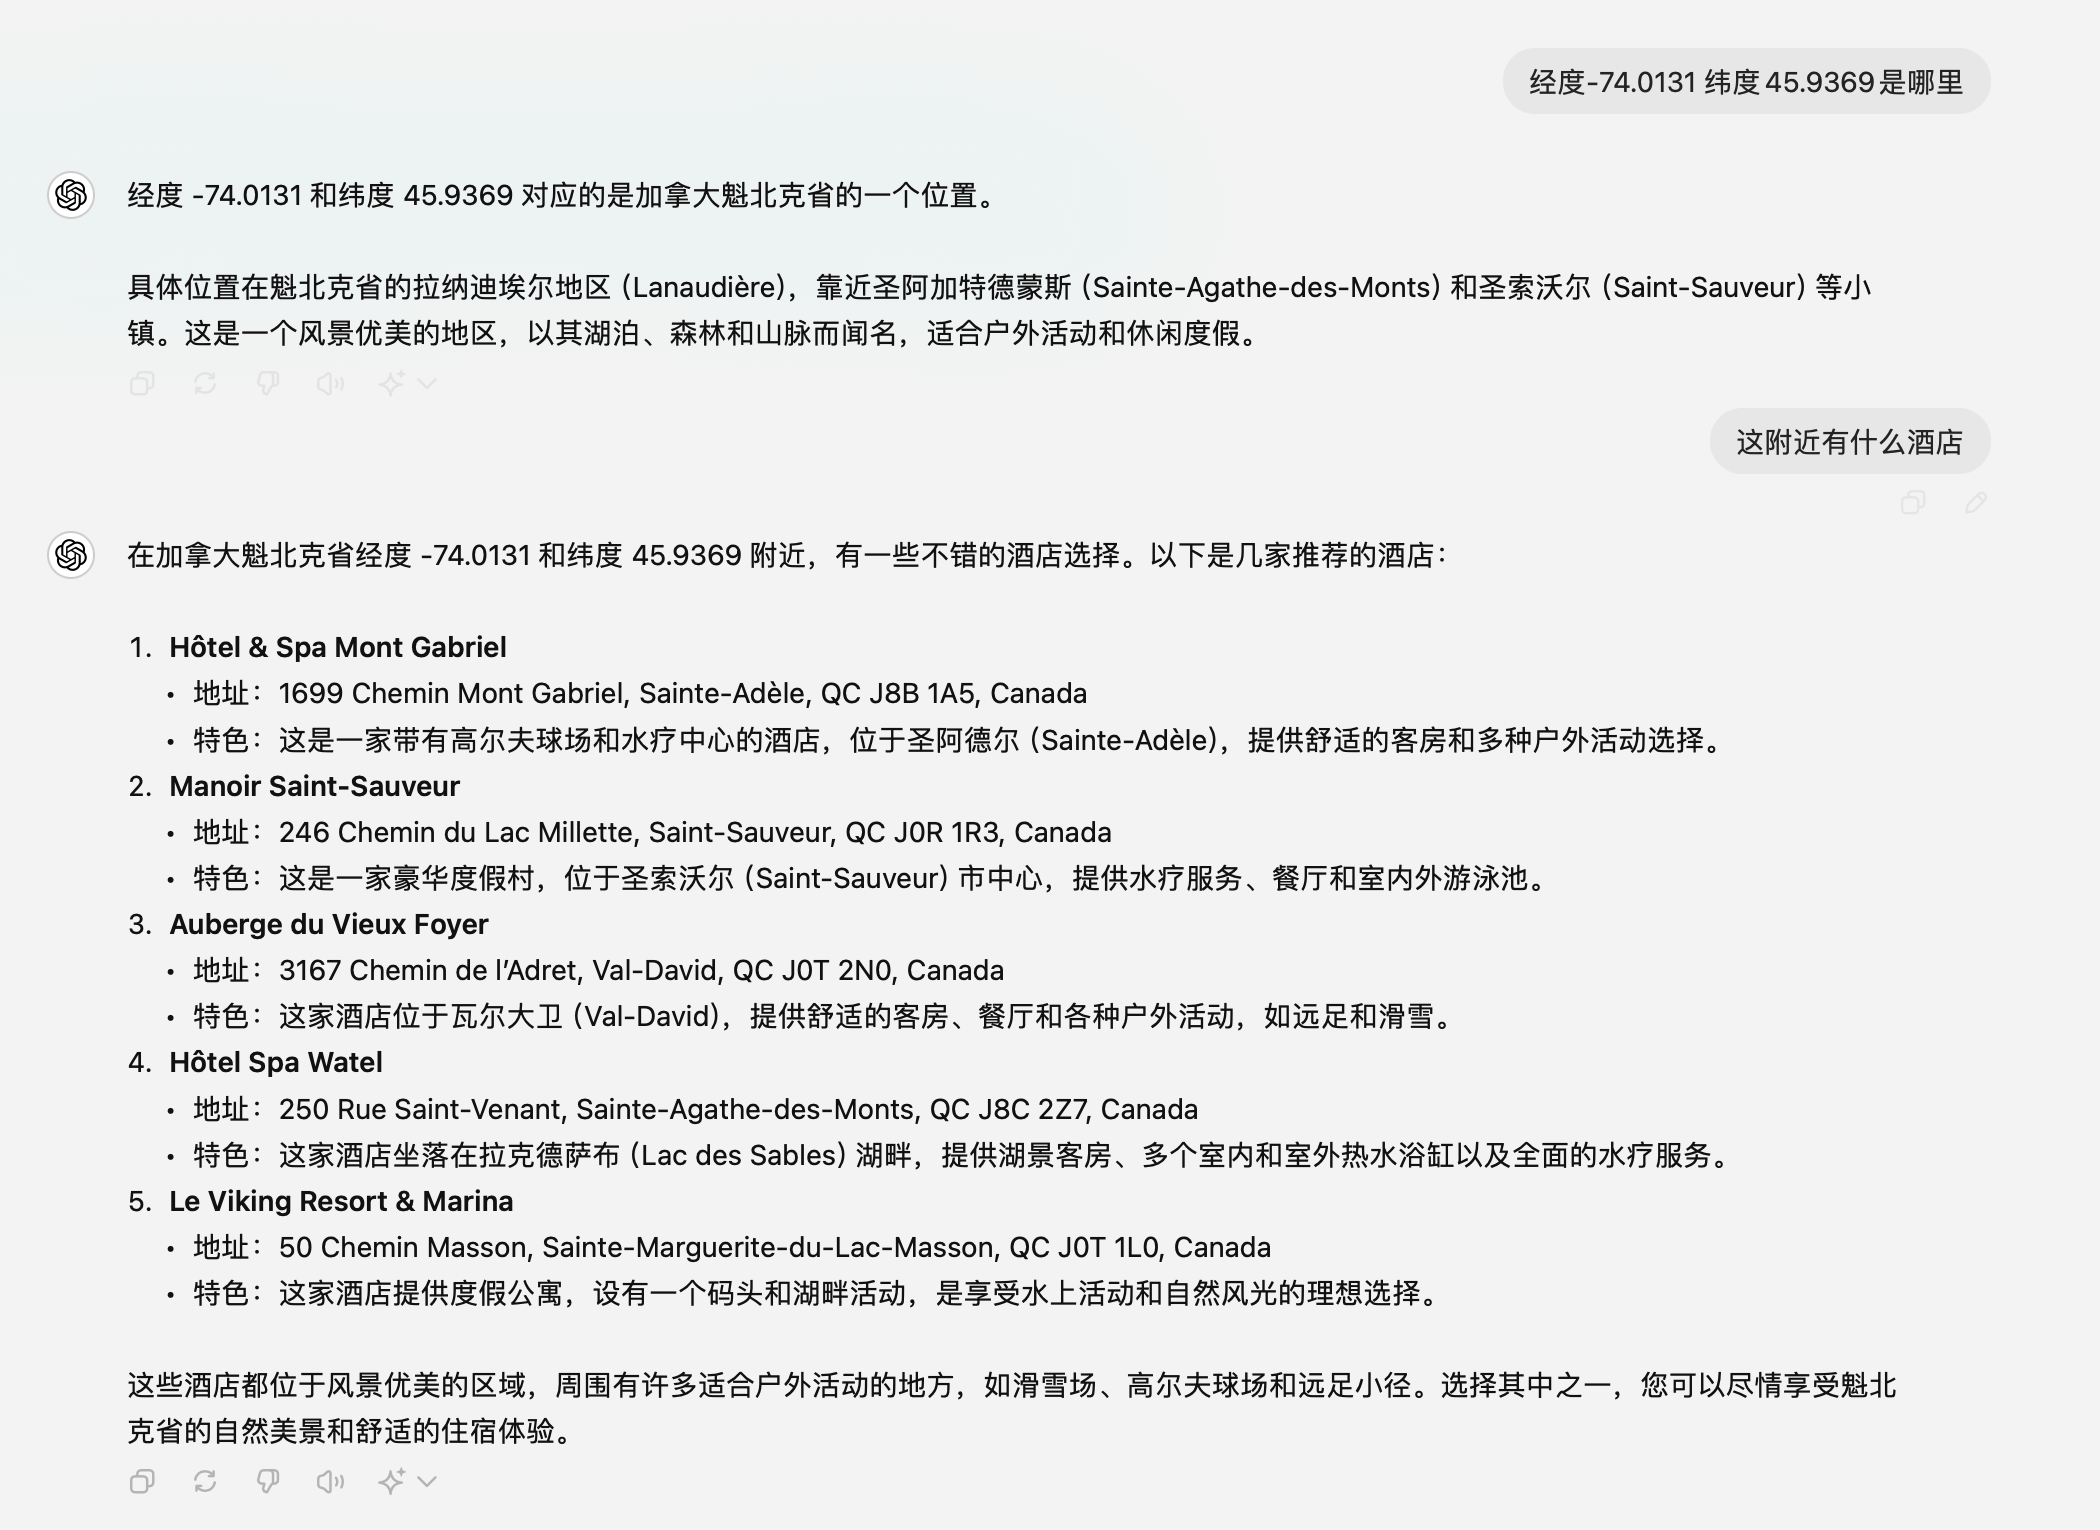 经度-74.0131 纬度45.9369是哪里
经度 -74.0131 和纬度 45.9369 对应的是加拿大魁北克省的一个位置。
具体位置在魁北克省的拉纳迪埃尔地区（Lanaudière），靠近圣阿加特德蒙斯（Sainte-Agathe-des-Monts）和圣索沃尔（Saint-Sauveur）等小
镇。这是一个风景优美的地区，以其湖泊、森林和山脉而闻名，适合户外活动和休闲度假。
这附近有什么酒店
在加拿大魁北克省经度 -74.0131 和纬度 45.9369 附近，有一些不错的酒店选择。以下是几家推荐的酒店：
1. Hôtel & Spa Mont Gabriel
• 地址：1699 Chemin Mont Gabriel, Sainte-Adèle, QC J8B 1A5, Canada
• 特色：这是一家带有高尔夫球场和水疗中心的酒店，位于圣阿德尔（Sainte-Adèle），提供舒适的客房和多种户外活动选择。
2. Manoir Saint-Sauveur
• 地址：246 Chemin du Lac Millette, Saint-Sauveur, QC J0R 1R3, Canada
• 特色：这是一家豪华度假村，位于圣索沃尔（Saint-Sauveur）市中心，提供水疗服务、餐厅和室内外游泳池。
3. Auberge du Vieux Foyer
• 地址：3167 Chemin de l’Adret, Val-David, QC J0T 2N0, Canada
• 特色：这家酒店位于瓦尔大卫（Val-David），提供舒适的客房、餐厅和各种户外活动，如远足和滑雪。
4. Hôtel Spa Watel
• 地址：250 Rue Saint-Venant, Sainte-Agathe-des-Monts, QC J8C 2Z7, Canada
• 特色：这家酒店坐落在拉克德萨布（Lac des Sables）湖畔，提供湖景客房、多个室内和室外热水浴缸以及全面的水疗服务。
5. Le Viking Resort & Marina
• 地址：50 Chemin Masson, Sainte-Marguerite-du-Lac-Masson, QC J0T 1L0, Canada
• 特色：这家酒店提供度假公寓，设有一个码头和湖畔活动，是享受水上活动和自然风光的理想选择。
这些酒店都位于风景优美的区域，周围有许多适合户外活动的地方，如滑雪场、高尔夫球场和远足小径。选择其中之一，您可以尽情享受魁北
克省的自然美景和舒适的住宿体验。